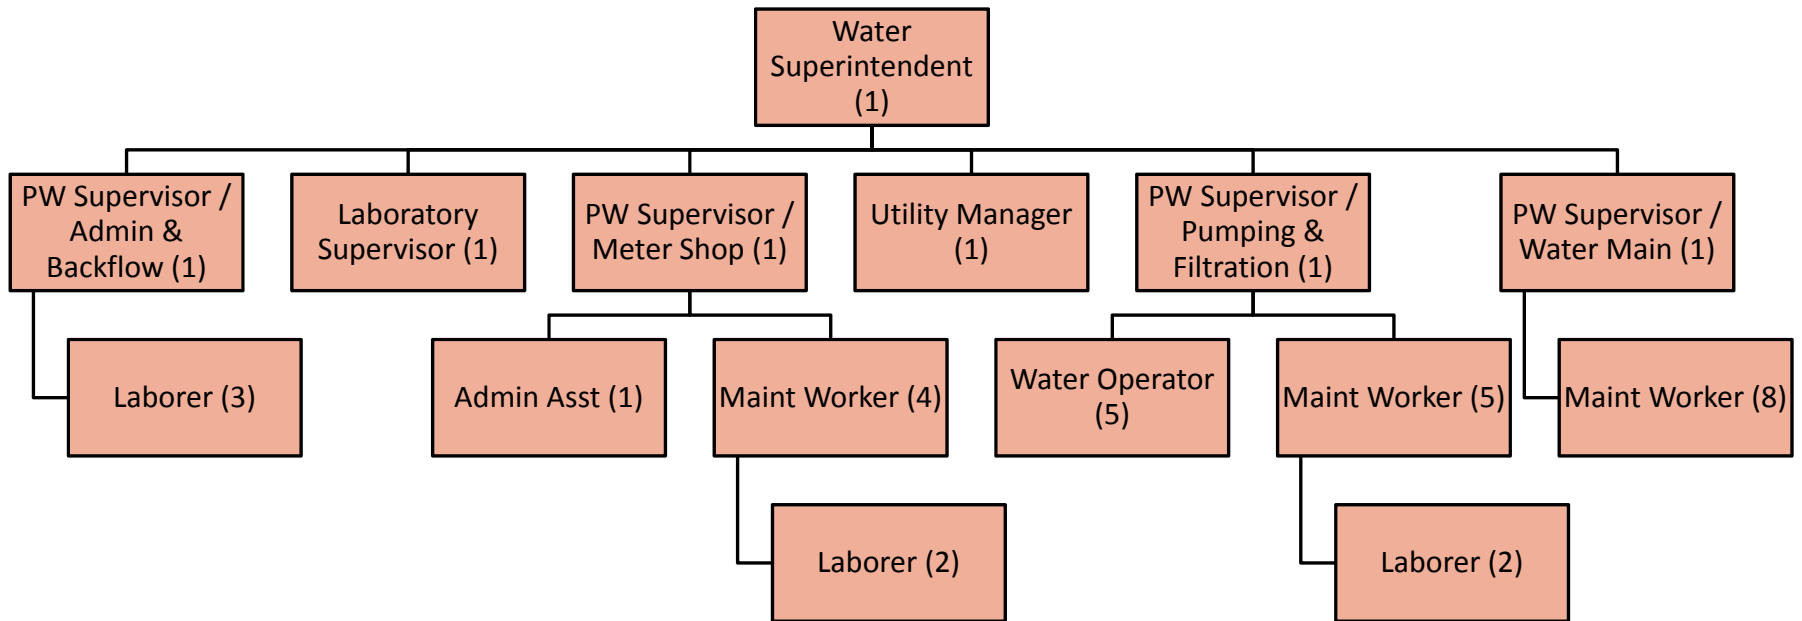 Water
Superintendent
(1)
PW Supervisor /
Admin &
Backflow (1)
Laboratory
Supervisor (1)
PW Supervisor /
Meter Shop (1)
Utility Manager
(1)
PW Supervisor /
Pumping &
Filtration (1)
PW Supervisor /
Water Main (1)
Laborer (3)
Admin Asst (1)
Maint Worker (4)
Water Operator
(5)
Maint Worker (5)
Maint Worker (8)
Laborer (2)
Laborer (2)